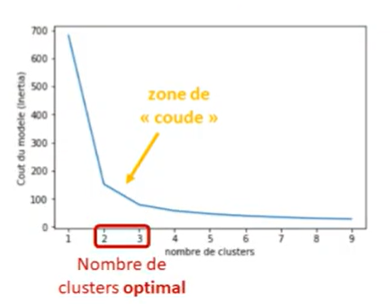 700
600
500
400
300
200
100
0
Cout du modele (Inertia)
zone de
« coude »
1 2 3 4 5 6 7 8 9
nombre de clusters
Nombre de
clusters optimal